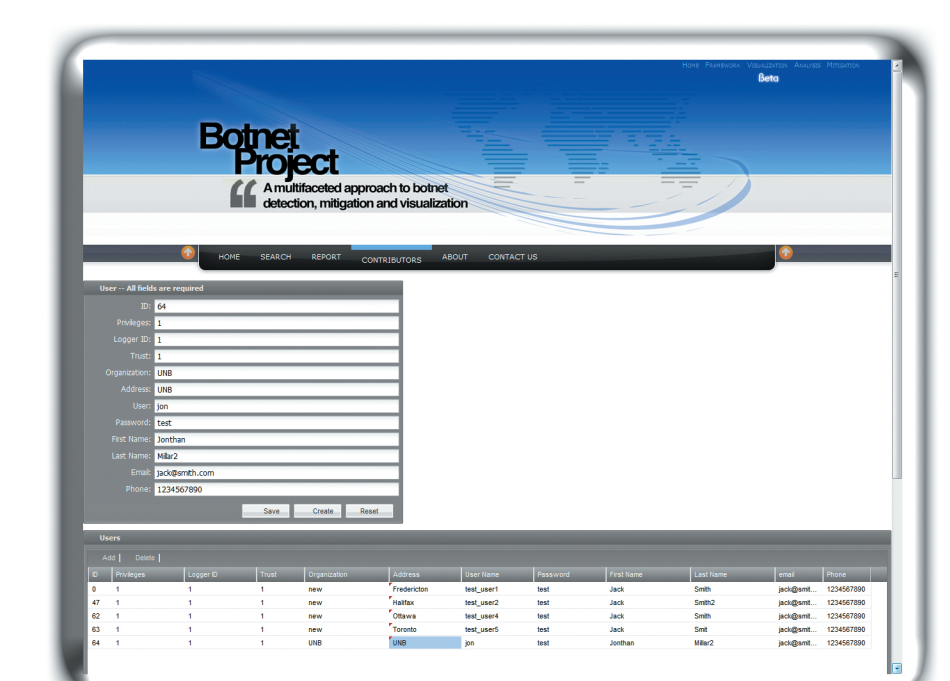 HOME FRAMEWORK VISUALIZATION ANALYSIS MITIGATION
Beta
Botnet
Project
“ A multifaceted approach to botnet
detection, mitigation and visualization
HOME SEARCH REPORT CONTRIBUTORS ABOUT CONTACT US
User -- All fields are required
ID: 64
Privileges: 1
Logger ID: 1
Trust: 1
Organization: UNB
Address: UNB
User: jon
Password: test
First Name: Jonthan
Last Name: Millar2
Email: jack@smith.com
Phone: 1234567890
Save Create Reset
Users
Add | Delete |
ID Privileges Logger ID Trust Organization Address User Name Password First Name Last Name email Phone
0 1 1 1 new Fredericton test_user1 test Jack Smith jack@smit... 1234567890
47 1 1 1 new Halifax test_user2 test Jack Smith2 jack@smit... 1234567890
62 1 1 1 new Ottawa test_user4 test Jack Smith jack@smit... 1234567890
63 1 1 1 new Toronto test_user5 test Jack Smit jack@smit... 1234567890
64 1 1 1 UNB UNB jon test Jonthan Millar2 jack@smit... 1234567890